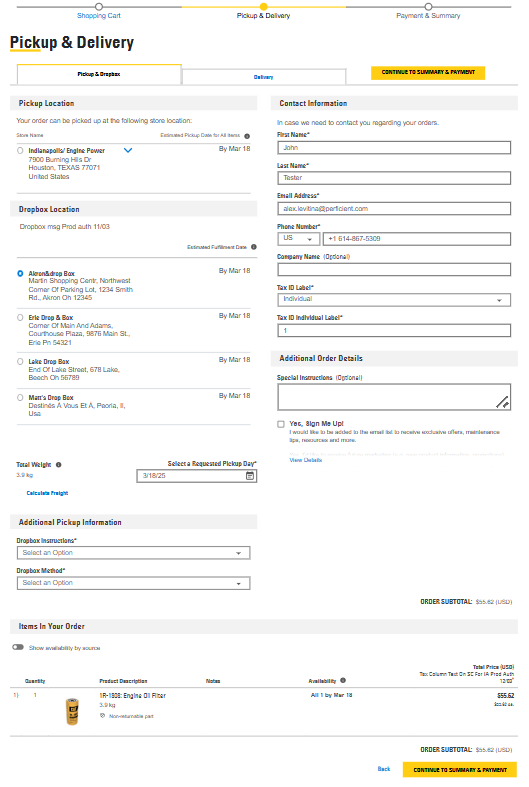 Shopping Cart
Pickup & Delivery
Payment & Summary
Pickup & Delivery
Pickup & Dropbox
Delivery
CONTINUE TO SUMMARY & PAYMENT
Pickup Location
Your order can be picked up at the following store location:
Store Name
Estimated Pickup Date for All Items
Indianapolis/ Engine Power
By Mar 18
7900 Burning Hlls Dr
Houston, TEXAS 77071
United States
Dropbox Location
Dropbox msg Prod auth 11/03
Estimated Fulfillment Date
Akron&drop Box
By Mar 18
Martin Shopping Centr, Northwest
Corner Of Parking Lot, 1234 Smith
Rd., Akron Oh 12345
Erie Drop & Box
By Mar 18
Corner Of Main And Adams,
Courthouse Plaza, 9876 Main St.,
Erie Pn 54321
Lake Drop Box
By Mar 18
End Of Lake Street, 678 Lake,
Beech Oh 56789
Matt's Drop Box
By Mar 18
Destinés À Vous Et À, Peoria, Il,
Usa
Total Weight
3.9 kg
Calculate Freight
Select a Requested Pickup Day*
3/18/25
Additional Pickup Information
Dropbox Instructions*
Select an Option
Dropbox Method*
Select an Option
Contact Information
In case we need to contact you regarding your orders.
First Name*
John
Last Name*
Tester
Email Address*
alex.levitina@perficient.com
Phone Number*
US
+1 614-867-5309
Company Name (Optional)
Tax ID Label*
Individual
Tax ID Individual Label*
1
Additional Order Details
Special Instructions (Optional)
Yes, Sign Me Up!
I would like to be added to the email list to receive exclusive offers, maintenance
tips, resources and more.
View Details
ORDER SUBTOTAL: $55.62 (USD)
Items In Your Order
Show availability by source
Quantity
Product Description
Notes
Availability
Total Price (USD)
Tax Column Text On SC For IA Prod Auth
12/03*
1)
1
1R-1808: Engine Oil Filter
3.9 kg
Non-returnable part
All 1 by Mar 18
$55.62
$55.62 ea.
ORDER SUBTOTAL: $55.62 (USD)
Back
CONTINUE TO SUMMARY & PAYMENT